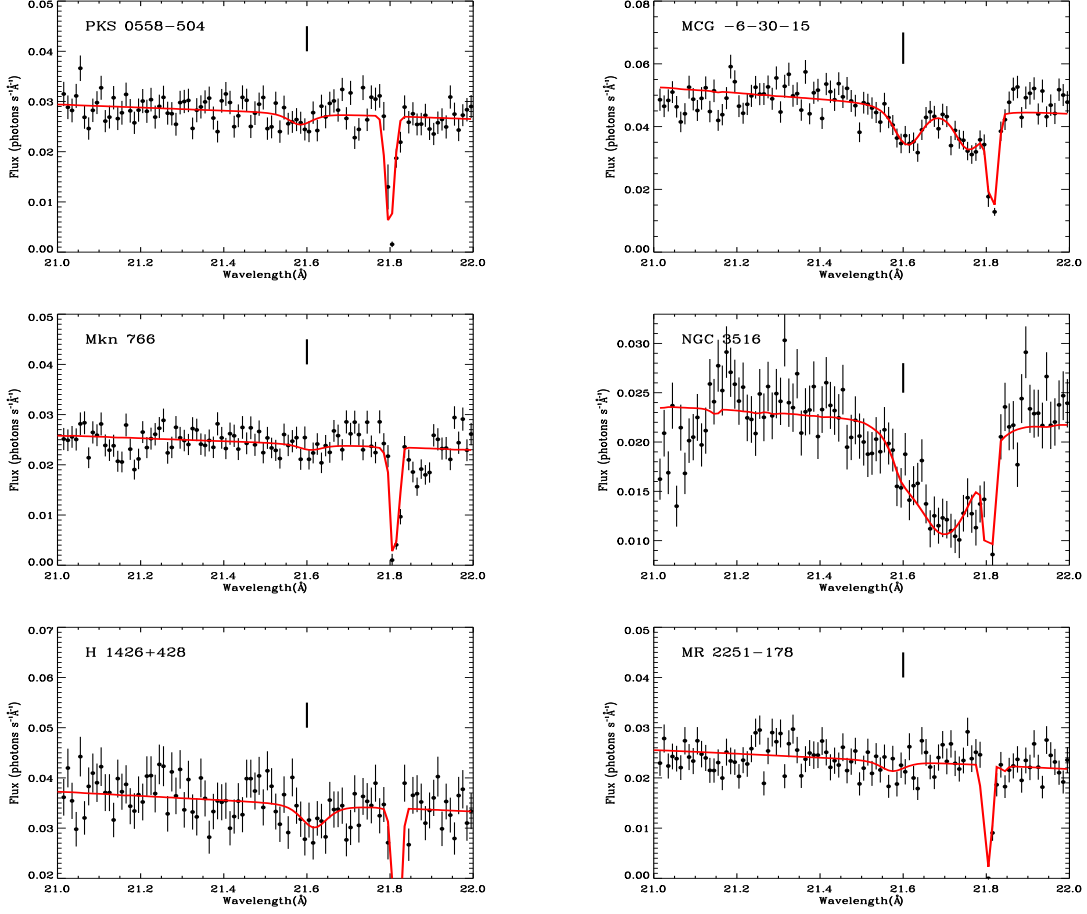 PKS 0558−504
0.05
0.04
0.03
0.02
0.01
0.00
Flux (photons s⁻¹Å⁻¹)
21.0 21.2 21.4 21.6 21.8 22.0
Wavelength(Å)
MCG −6−30−15
0.08
0.06
0.04
0.02
0.00
Flux (photons s⁻¹Å⁻¹)
21.0 21.2 21.4 21.6 21.8 22.0
Wavelength(Å)
Mkn 766
0.05
0.04
0.03
0.02
0.01
0.00
Flux (photons s⁻¹Å⁻¹)
21.0 21.2 21.4 21.6 21.8 22.0
Wavelength(Å)
NGC 3516
0.030
0.025
0.020
0.015
0.010
Flux (photons s⁻¹Å⁻¹)
21.0 21.2 21.4 21.6 21.8 22.0
Wavelength(Å)
H 1426+428
0.07
0.06
0.05
0.04
0.03
0.02
Flux (photons s⁻¹Å⁻¹)
21.0 21.2 21.4 21.6 21.8 22.0
Wavelength(Å)
MR 2251−178
0.05
0.04
0.03
0.02
0.01
0.00
Flux (photons s⁻¹Å⁻¹)
21.0 21.2 21.4 21.6 21.8 22.0
Wavelength(Å)